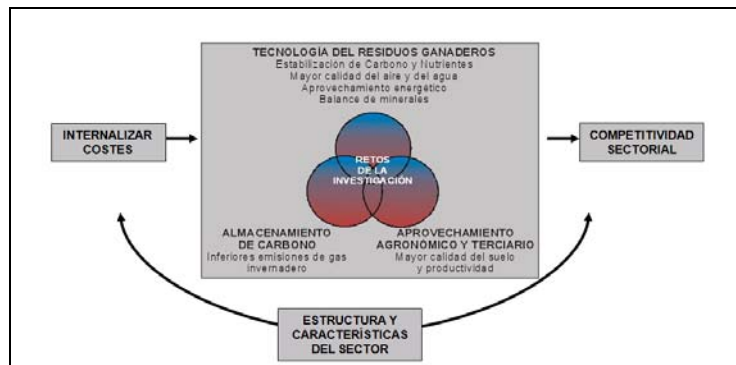 TECNOLOGÍA DEL RESIDUOS GANADEROS
Estabilización de Carbono y Nutrientes
Mayor calidad del aire y del agua
Aprovechamiento energético
Balance de minerales
INTERNALIZAR
COSTES
COMPETITIVIDAD
SECTORIAL
RETOS
DE LA
INVESTIGACIÓN
ALMACENAMIENTO
DE CARBONO
Inferiores emisiones de gas
invernadero
APROVECHAMIENTO
AGRONÓMICO Y TERCIARIO
Mayor calidad del suelo
y productividad
ESTRUCTURA Y
CARACTERÍSTICAS
DEL SECTOR